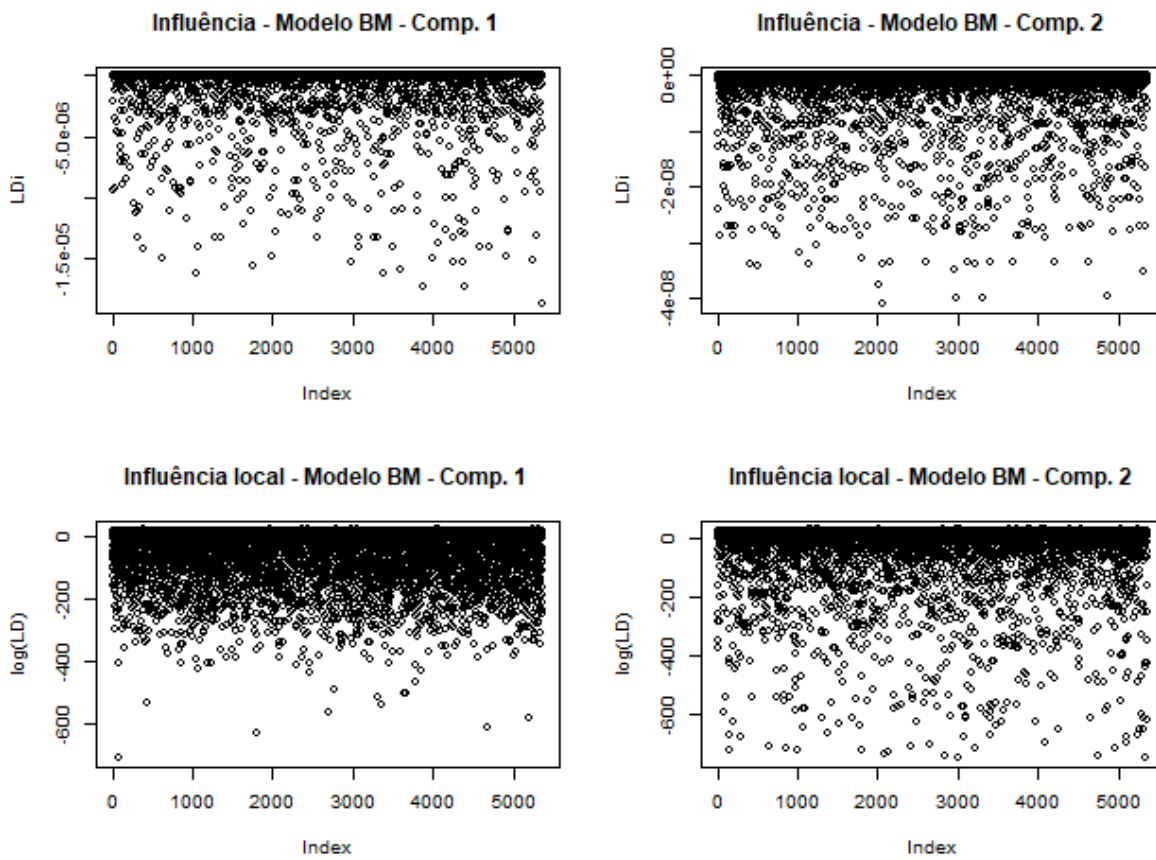 Influência - Modelo BM - Comp. 1
LDi
-1.5e-05
-5.0e-06
0
1000
2000
3000
4000
5000
Index
Influência - Modelo BM - Comp. 2
LDi
-4e-08
-2e-08
0e+00
0
1000
2000
3000
4000
5000
Index
Influência local - Modelo BM - Comp. 1
log(LD)
-600
-400
-200
0
0
1000
2000
3000
4000
5000
Index
Influência local - Modelo BM - Comp. 2
log(LD)
-600
-400
-200
0
0
1000
2000
3000
4000
5000
Index